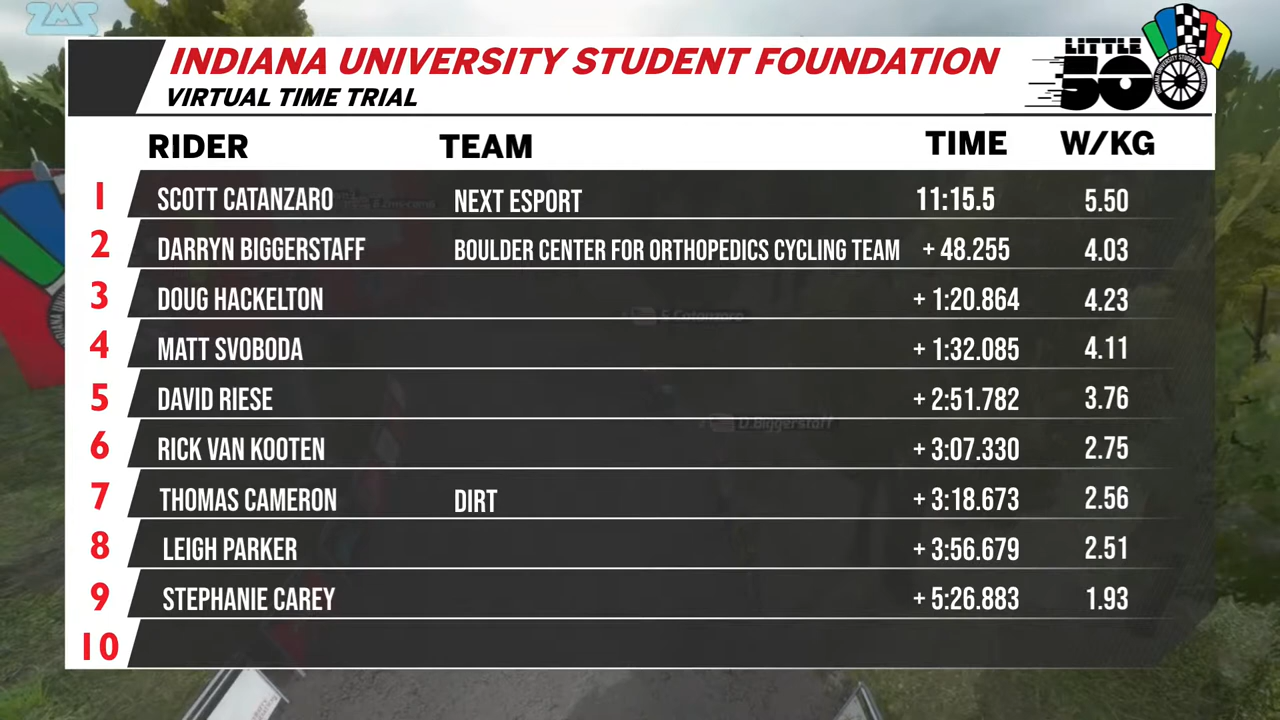 ZMS
INDIANA UNIVERSITY STUDENT FOUNDATION
VIRTUAL TIME TRIAL
LITTLE
500
RIDER TEAM TIME W/KG
1 SCOTT CATANZARO NEXT ESPORT 11:15.5 5.50
2 DARRYN BIGGERSTAFF BOULDER CENTER FOR ORTHOPEDICS CYCLING TEAM + 48.255 4.03
3 DOUG HACKELTON + 1:20.864 4.23
S.Catanzaro
4 MATT SVOBODA + 1:32.085 4.11
5 DAVID RIESE + 2:51.782 3.76
D.Biggerstaff
6 RICK VAN KOOTEN + 3:07.330 2.75
7 THOMAS CAMERON DIRT + 3:18.673 2.56
8 LEIGH PARKER + 3:56.679 2.51
9 STEPHANIE CAREY + 5:26.883 1.93
10